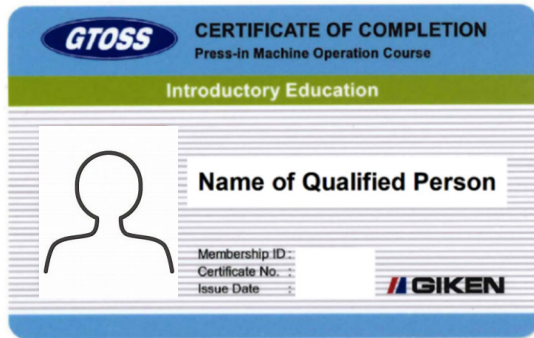 GTOSS
CERTIFICATE OF COMPLETION
Press-in Machine Operation Course
Introductory Education
Name of Qualified Person
Membership ID :
Certificate No. :
Issue Date :
GIKEN